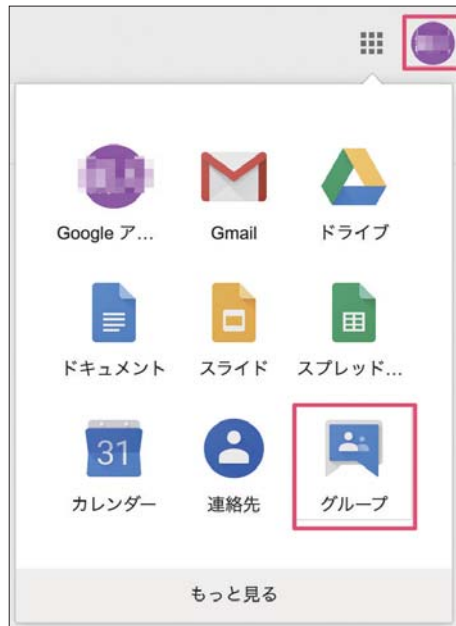 Google ア...
Gmail
ドライブ
ドキュメント
スライド
スプレッド...
31
カレンダー
連絡先
グループ
もっと見る